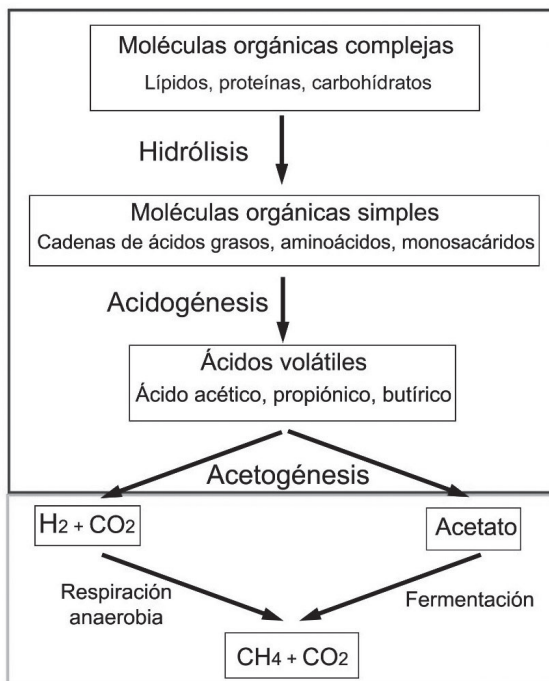 Moléculas orgánicas complejas
Lípidos, proteínas, carbohídratos
Hidrólisis
Moléculas orgánicas simples
Cadenas de ácidos grasos, aminoácidos, monosacáridos
Acidogénesis
Ácidos volátiles
Ácido acético, propiónico, butírico
Acetogénesis
H2 + CO2
Acetato
Respiración
anaerobia
Fermentación
CH4 + CO2